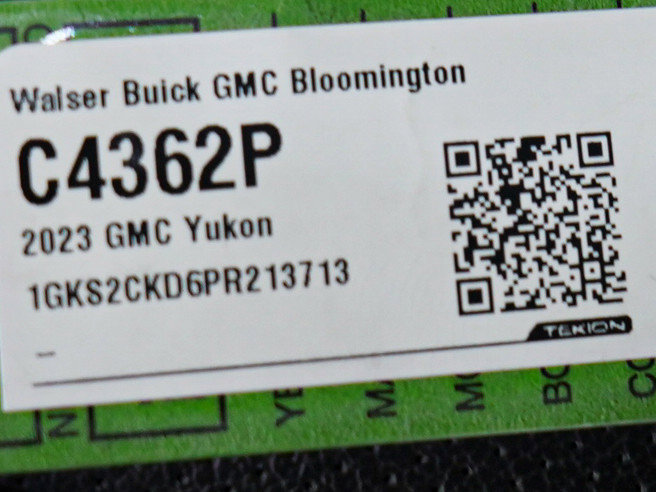 Walser Buick GMC Bloomington
C4362P
2023 GMC Yukon
1GKS2CKD6PR213713
TEKION